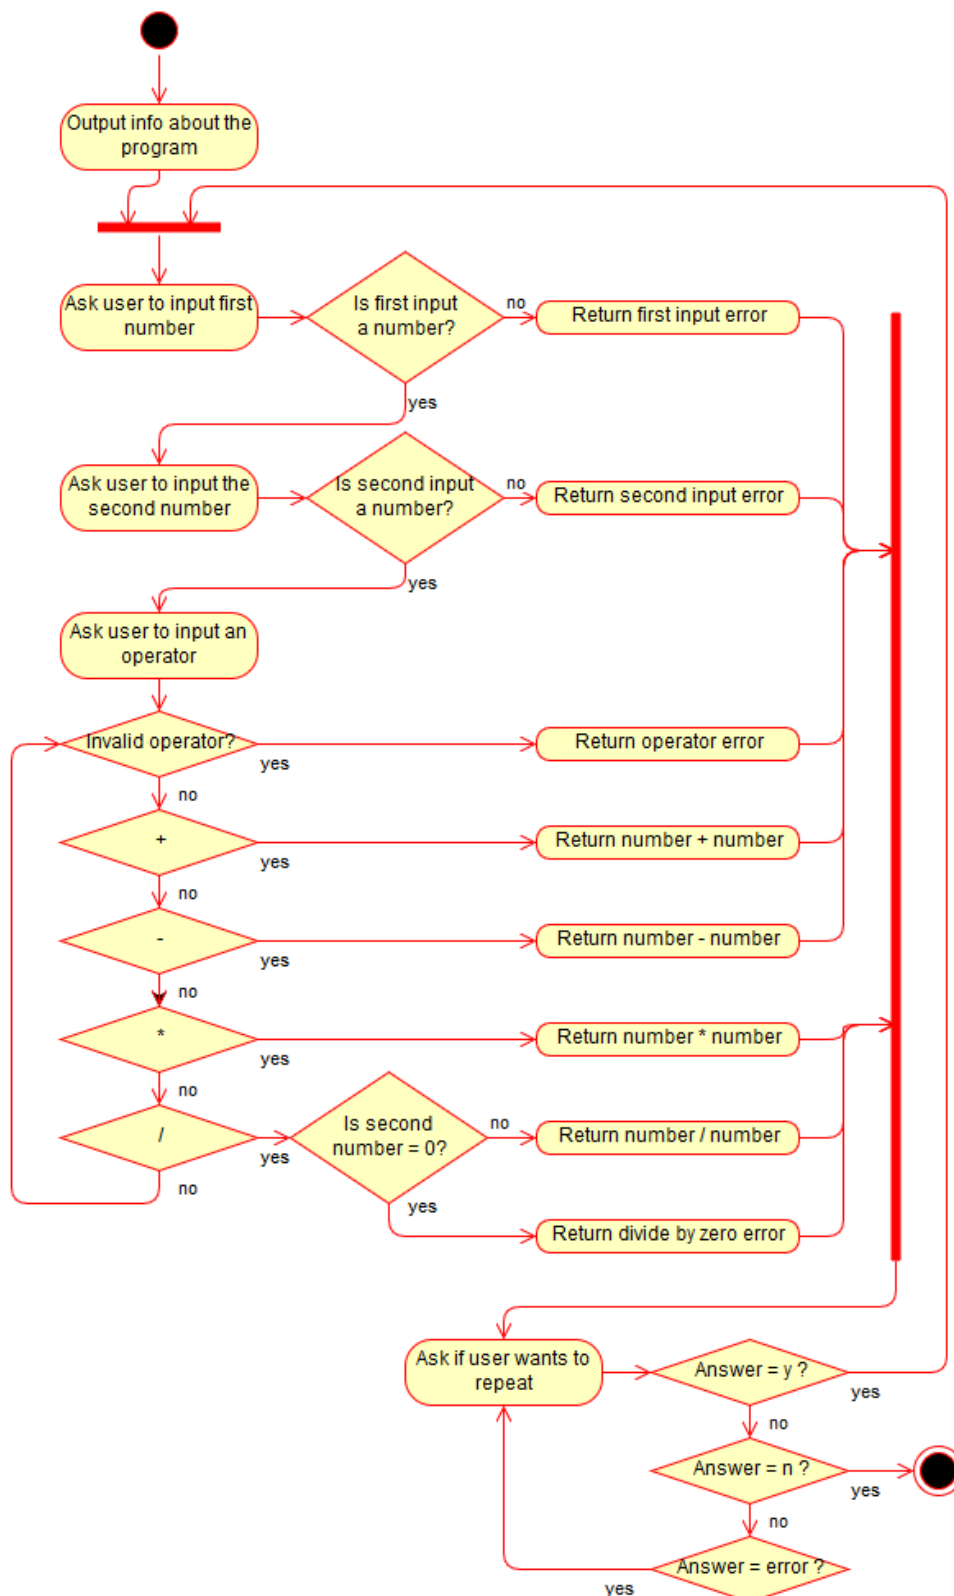 Output info about the
program
Ask user to input first
number
Is first input
a number?
no
Return first input error
yes
Ask user to input the
second number
Is second input
a number?
no
Return second input error
yes
Ask user to input an
operator
Invalid operator?
yes
Return operator error
no
+
yes
Return number + number
no
-
yes
Return number - number
no
*
yes
Return number * number
no
/
yes
Is second
number = 0?
no
Return number / number
no
yes
Return divide by zero error
Ask if user wants to
repeat
Answer = y ?
yes
no
Answer = n ?
yes
no
Answer = error ?
yes